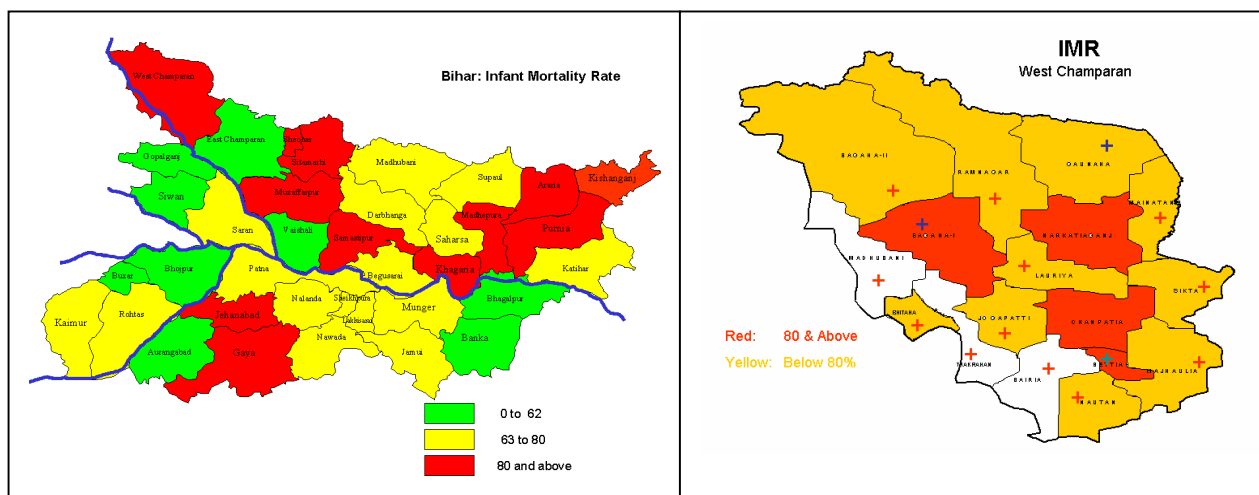 Bihar: Infant Mortality Rate
West Champaran
East Champaran
Sheohar
Sitamarhi
Gopalganj
Madhubani
Supaul
Araria
Kishanganj
Siwan
Muzaffarpur
Darbhanga
Madhepura
Purnia
Saran
Vaishali
Samastipur
Saharsa
Khagaria
Katihar
Buxar
Bhojpur
Patna
Begusarai
Bhagalpur
Kaimur
Rohtas
Jehanabad
Nalanda
Sheikhpura
Munger
Lakhisarai
Aurangabad
Gaya
Nawada
Jamui
Banka
0 to 62
63 to 80
80 and above
IMR
West Champaran
BAGAHA-II
RAMNAGAR
GAUNAHA
MAINATAND
BAGAHA-I
NARKATIAGANJ
MADHUBANI
LAURIYA
SIKTA
BHITAHA
JOGAPATTI
CHANPATIA
THAKRAHAN
BAIRIA
BETTIAH
MAJHAULIA
NAUTAN
Red: 80 & Above
Yellow: Below 80%